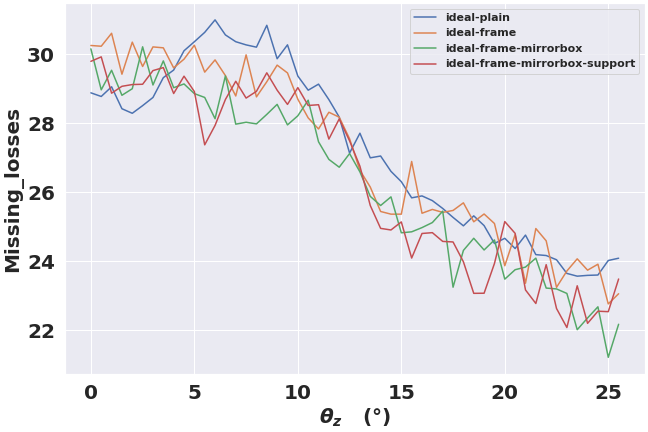 ideal-plain
ideal-frame
ideal-frame-mirrorbox
ideal-frame-mirrorbox-support
Missing_losses
30
28
26
24
22
0 5 10 15 20 25
θz (°)